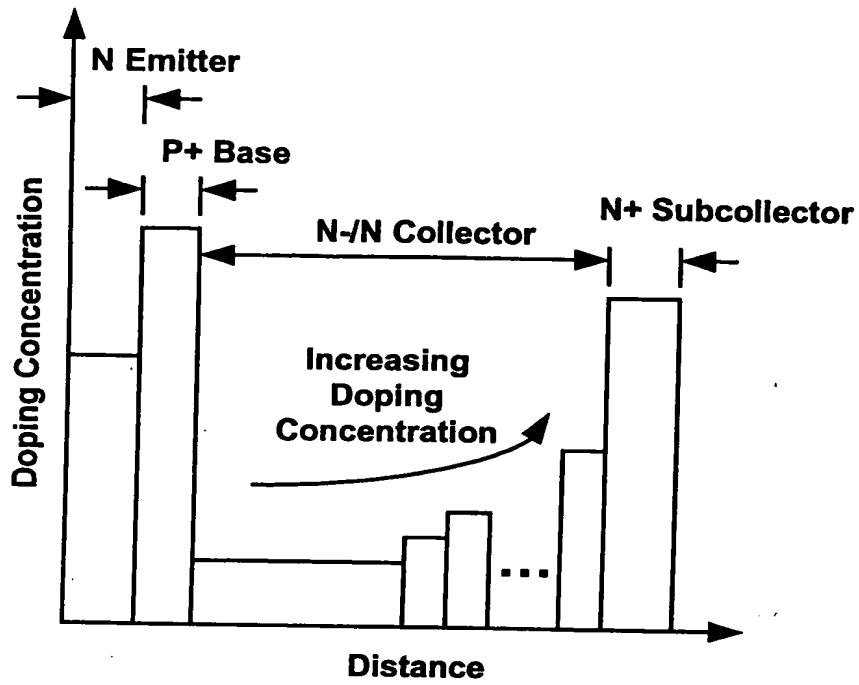 N Emitter
P+ Base
N-/N Collector
N+ Subcollector
Increasing
Doping
Concentration
Doping Concentration
...
Distance